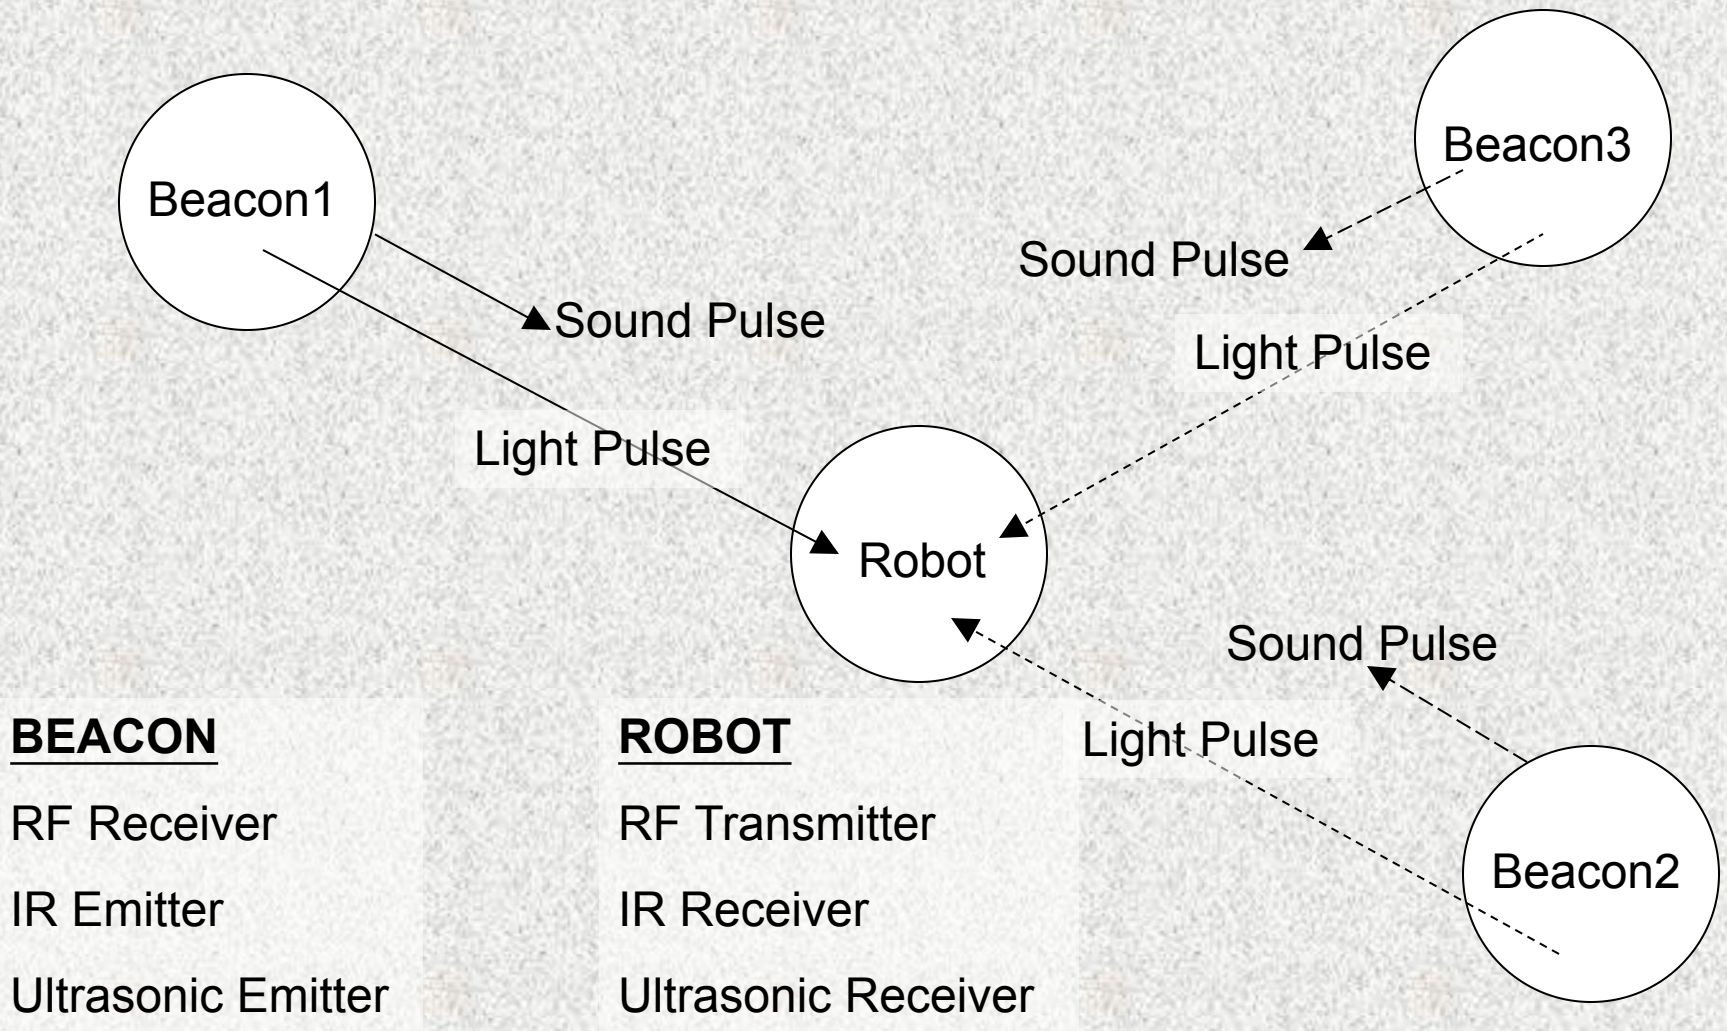 Beacon3
Beacon1
Sound Pulse
Sound Pulse
Light Pulse
Light Pulse
Robot
Sound Pulse
BEACON
ROBOT
Light Pulse
RF Receiver
RF Transmitter
Beacon2
IR Emitter
IR Receiver
Ultrasonic Emitter
Ultrasonic Receiver